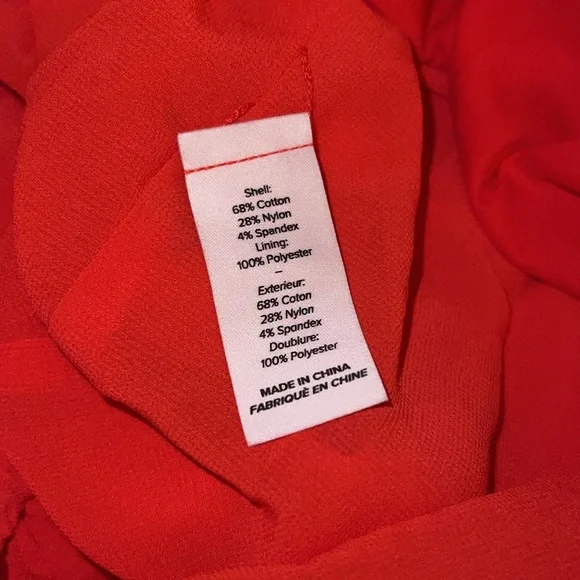 Shell:
68% Cotton
28% Nylon
4% Spandex
Lining:
100% Polyester
–
Exterieur:
68% Coton
28% Nylon
4% Spandex
Doublure:
100% Polyester
MADE IN CHINA
FABRIQUÈ EN CHINE